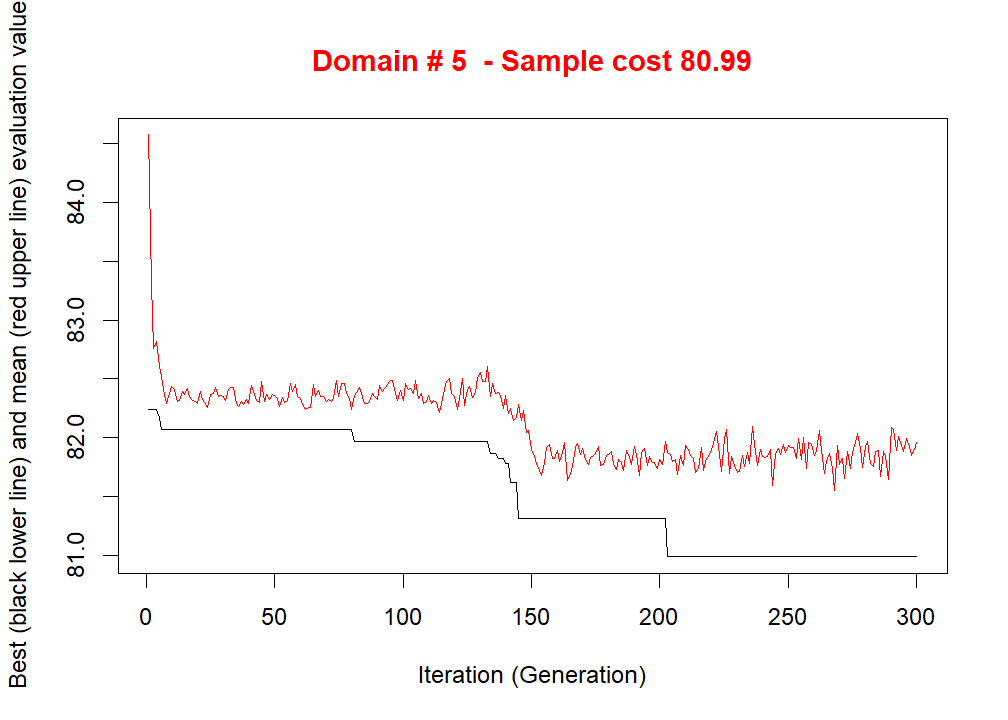 Domain # 5  - Sample cost 80.99
Best (black lower line) and mean (red upper line) evaluation value
84.0
83.0
82.0
81.0
0 50 100 150 200 250 300
Iteration (Generation)